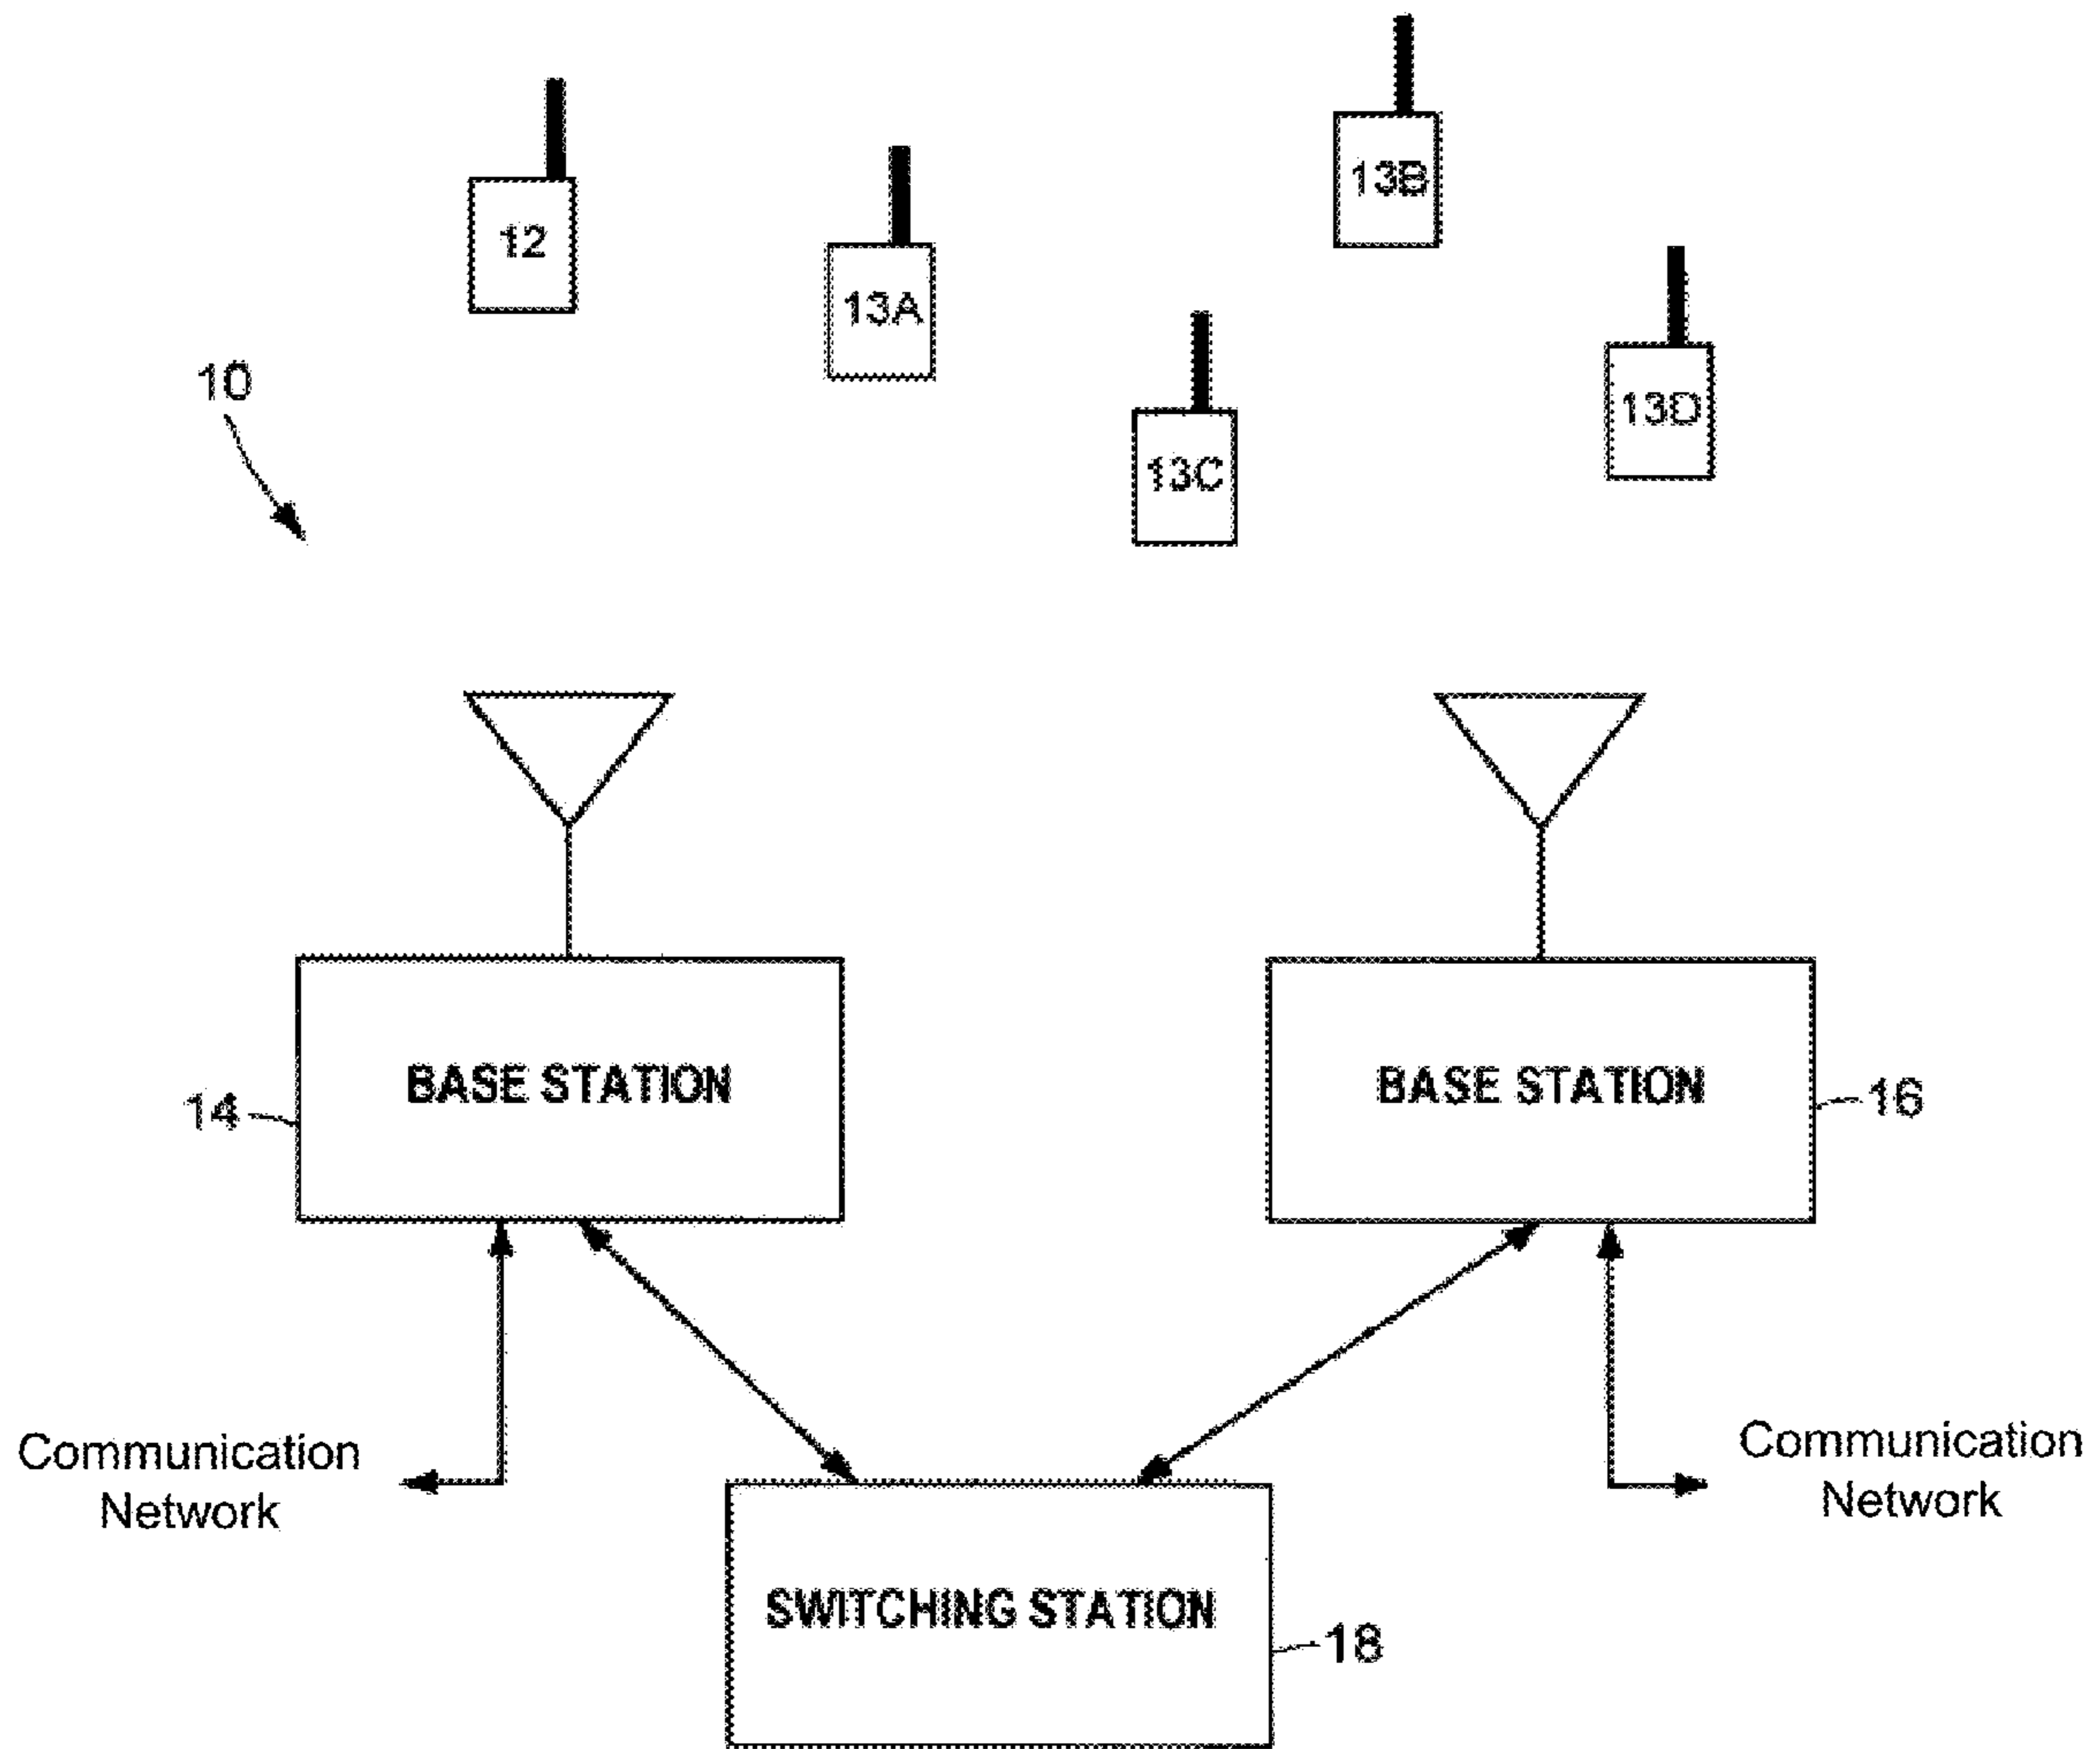 13B
12
13A
13D
10
13C
BASE STATION
BASE STATION
14
16
Communication
Network
Communication
Network
SWITCHING STATION
18